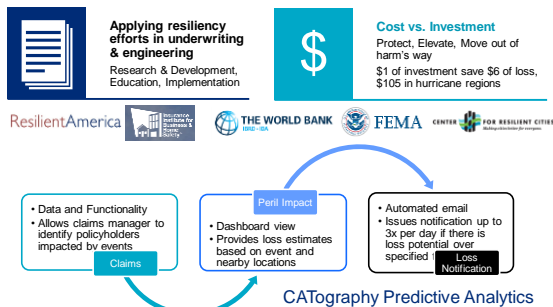 Applying resiliency
efforts in underwriting
& engineering
Research & Development,
Education, Implementation
$
Cost vs. Investment
Protect, Elevate, Move out of
harm's way
$1 of investment save $6 of loss,
$105 in hurricane regions
ResilientAmerica
Insurance
Institute for
Business &
Home
Safety
THE WORLD BANK
IBRD • IDA
FEMA
CENTER FOR RESILIENT CITIES
• Data and Functionality
• Allows claims manager to
identify policyholders
impacted by events
Claims
Peril Impact
• Dashboard view
• Provides loss estimates
based on event and
nearby locations
• Automated email
• Issues notification up to
3x per day if there is
loss potential over
specified
Loss
Notification
CATography Predictive Analytics